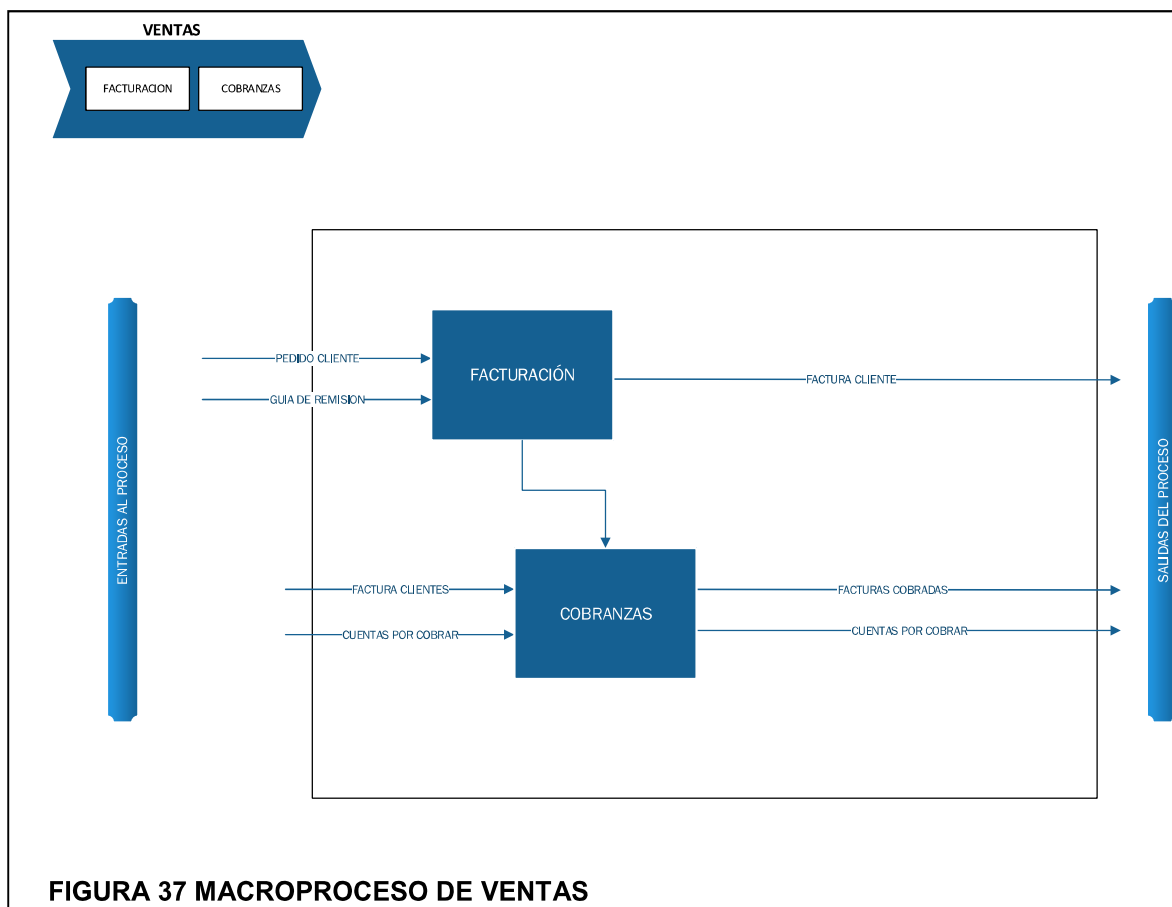 VENTAS
FACTURACION
COBRANZAS
ENTRADAS AL PROCESO
PEDIDO CLIENTE
GUIA DE REMISION
FACTURACIÓN
FACTURA CLIENTE
FACTURA CLIENTES
CUENTAS POR COBRAR
COBRANZAS
FACTURAS COBRADAS
CUENTAS POR COBRAR
SALIDAS DEL PROCESO
FIGURA 37 MACROPROCESO DE VENTAS